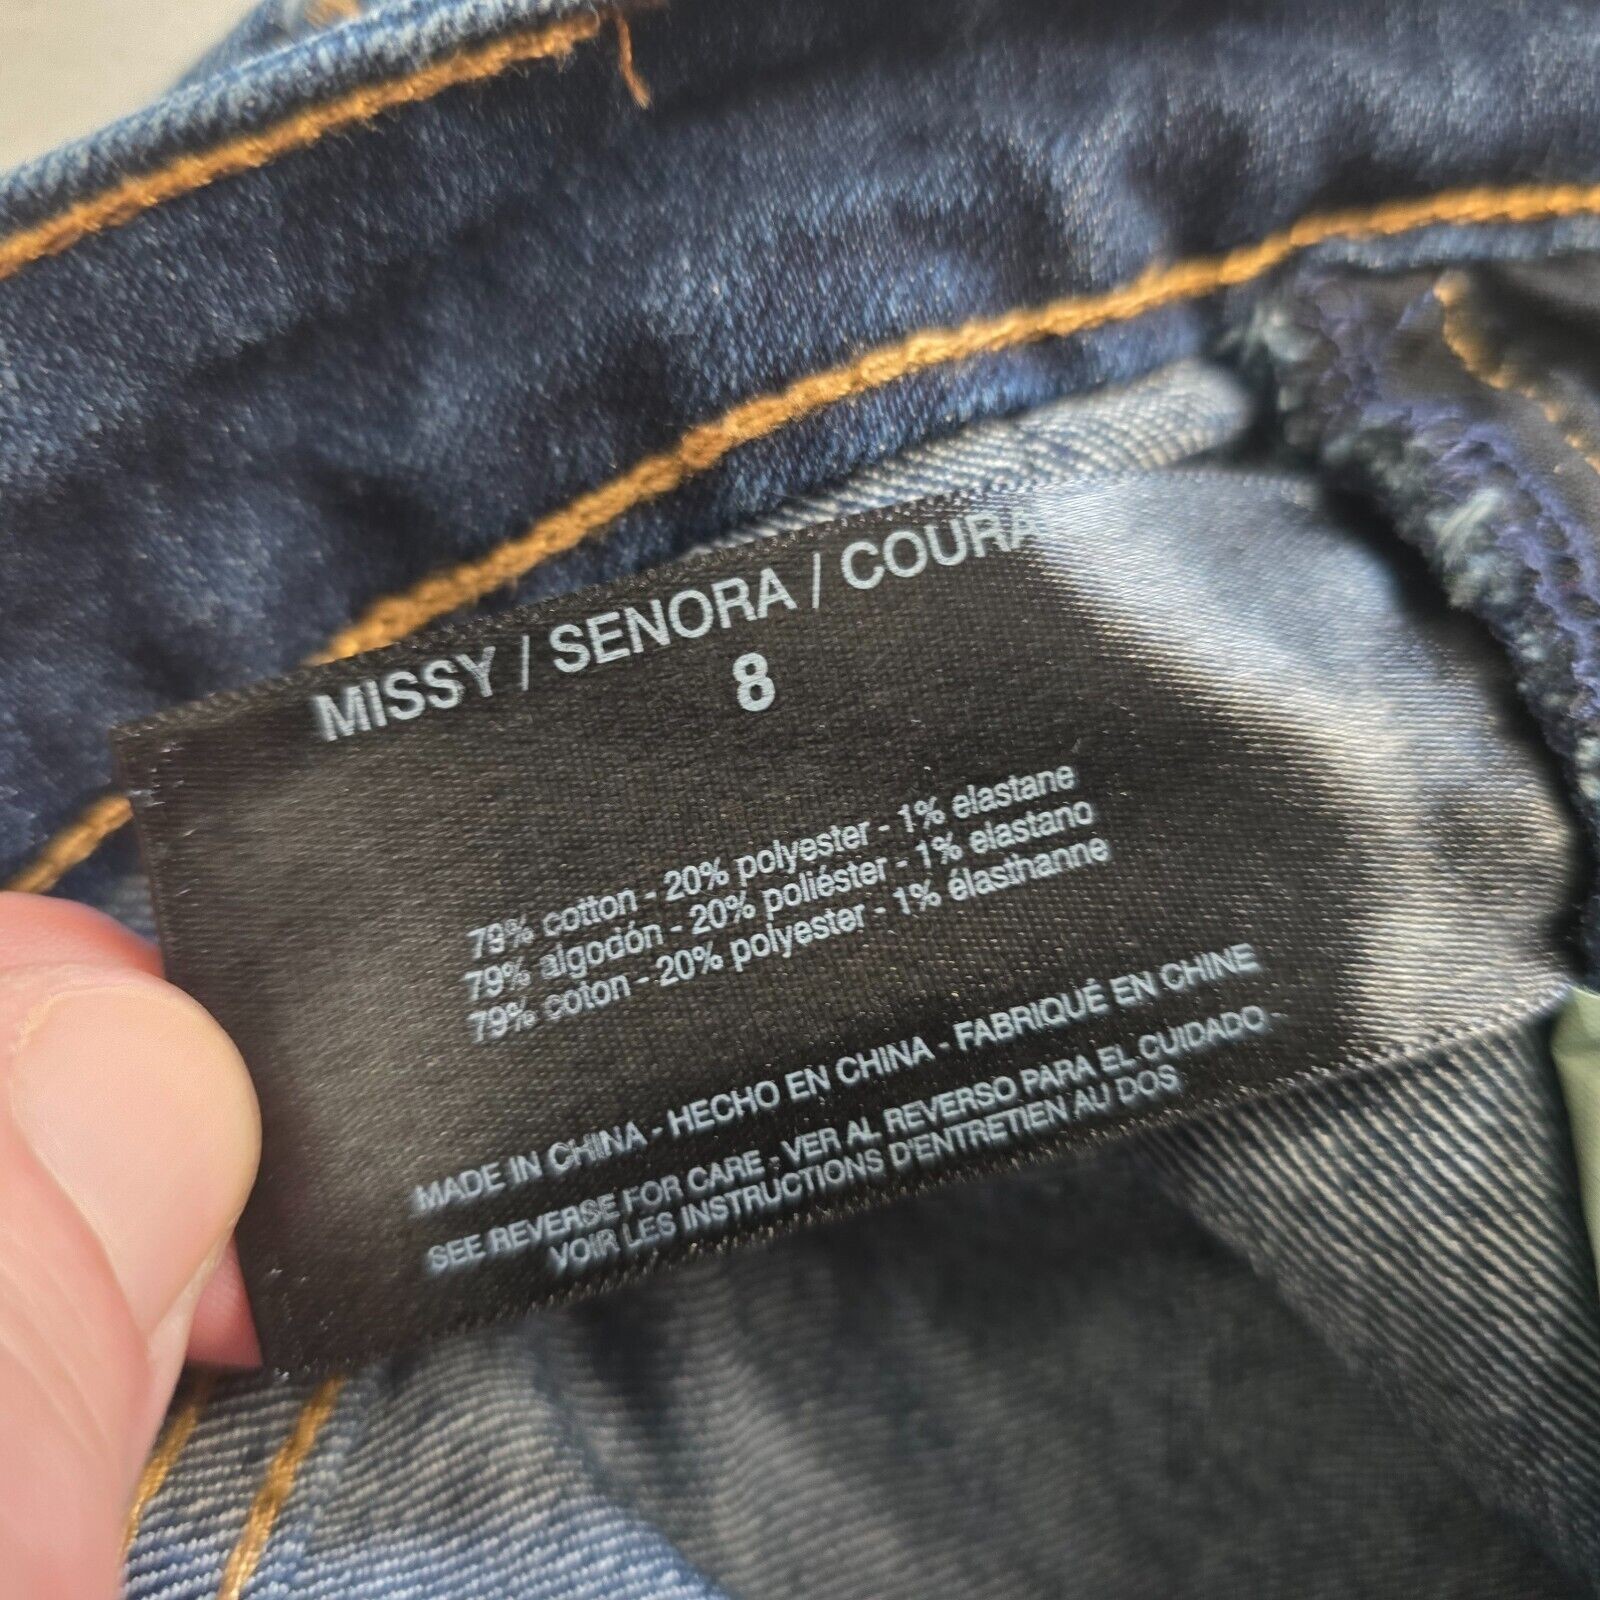 MISSY / SENORA / COURA
8
79% cotton - 20% polyester - 1% elastane
79% algodón - 20% poliéster - 1% elastano
79% coton - 20% polyester - 1% élasthanne
MADE IN CHINA - HECHO EN CHINA - FABRIQUÉ EN CHINE
SEE REVERSE FOR CARE - VER AL REVERSO PARA EL CUIDADO -
VOIR LES INSTRUCTIONS D'ENTRETIEN AU DOS